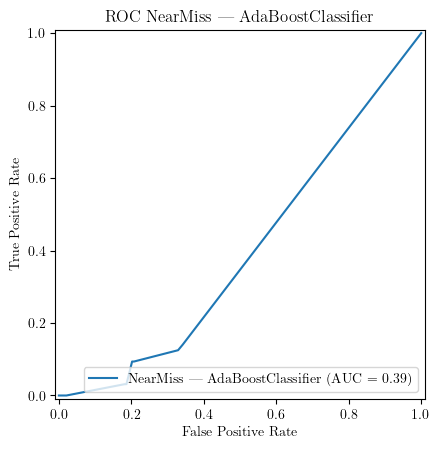 ROC NearMiss — AdaBoostClassifier
1.0
0.8
0.6
0.4
0.2
0.0
True Positive Rate
NearMiss — AdaBoostClassifier (AUC = 0.39)
0.0 0.2 0.4 0.6 0.8 1.0
False Positive Rate